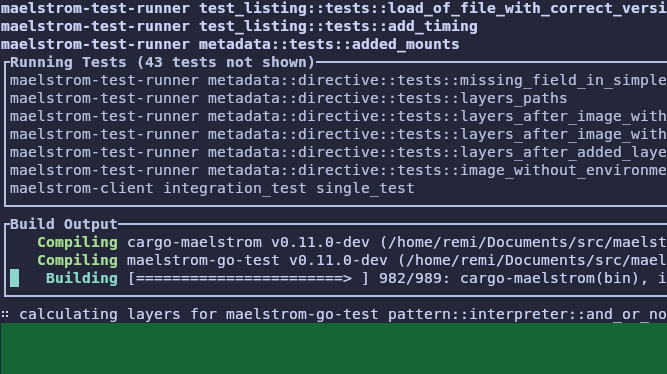 maelstrom-test-runner test_listing::tests::load_of_file_with_correct_versi
maelstrom-test-runner test_listing::tests::add_timing
maelstrom-test-runner metadata::tests::added_mounts
Running Tests (43 tests not shown)
maelstrom-test-runner metadata::directive::tests::missing_field_in_simple
maelstrom-test-runner metadata::directive::tests::layers_paths
maelstrom-test-runner metadata::directive::tests::layers_after_image_with
maelstrom-test-runner metadata::directive::tests::layers_after_image_with
maelstrom-test-runner metadata::directive::tests::layers_after_added_laye
maelstrom-test-runner metadata::directive::tests::image_without_environme
maelstrom-client integration_test single_test
Build Output
Compiling cargo-maelstrom v0.11.0-dev (/home/remi/Documents/src/maelst
Compiling maelstrom-go-test v0.11.0-dev (/home/remi/Documents/src/mael
Building [=======================> ] 982/989: cargo-maelstrom(bin), i
⠶ calculating layers for maelstrom-go-test pattern::interpreter::and_or_no